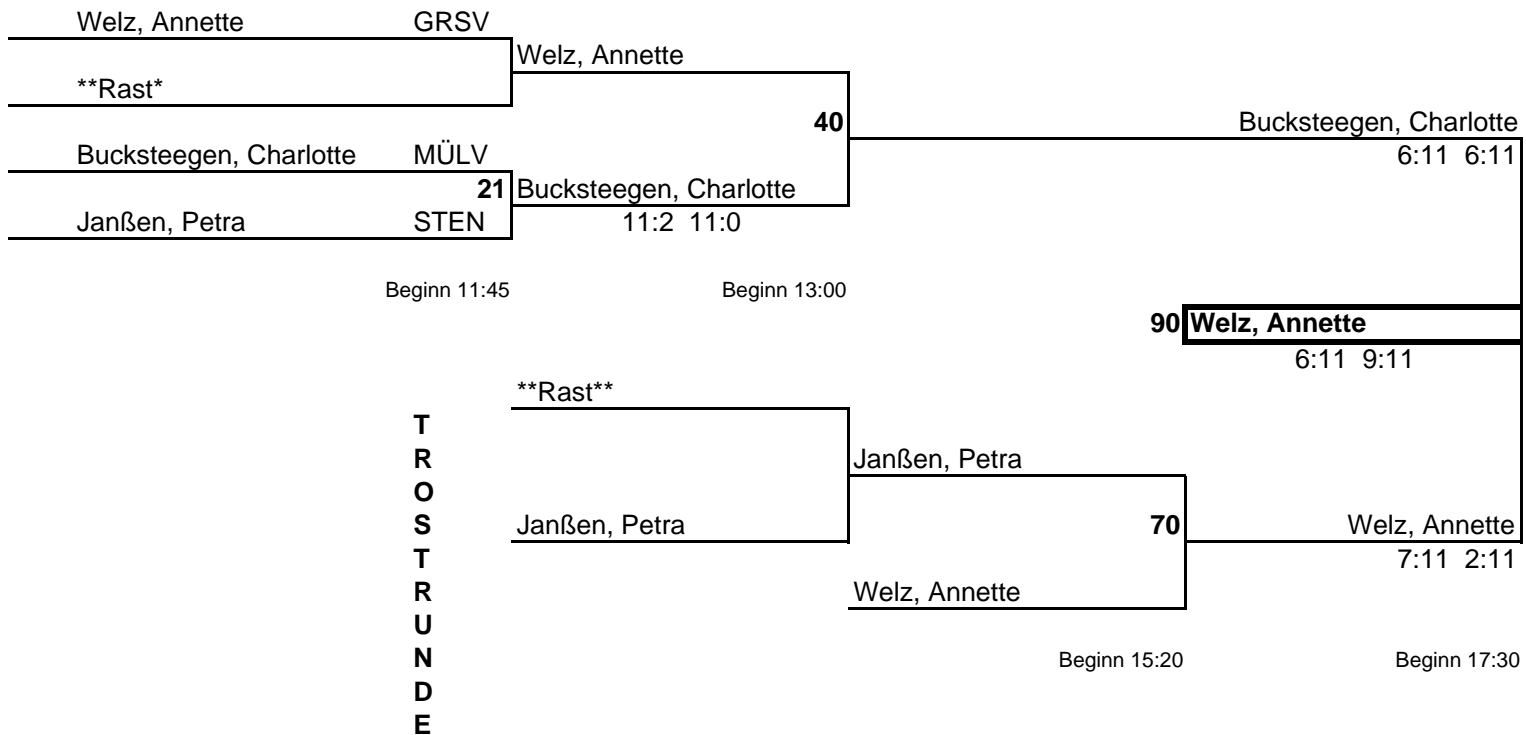 Welz, Annette GRSV
Welz, Annette
**Rast*
40
Bucksteegen, Charlotte
Bucksteegen, Charlotte MÜLV
6:11 6:11
21 Bucksteegen, Charlotte
Janßen, Petra STEN
11:2 11:0
Beginn 11:45
Beginn 13:00
90 Welz, Annette
6:11 9:11
**Rast**
T
R
O
S
T
R
U
N
D
E
Janßen, Petra
Janßen, Petra
70
Welz, Annette
7:11 2:11
Welz, Annette
Beginn 15:20
Beginn 17:30